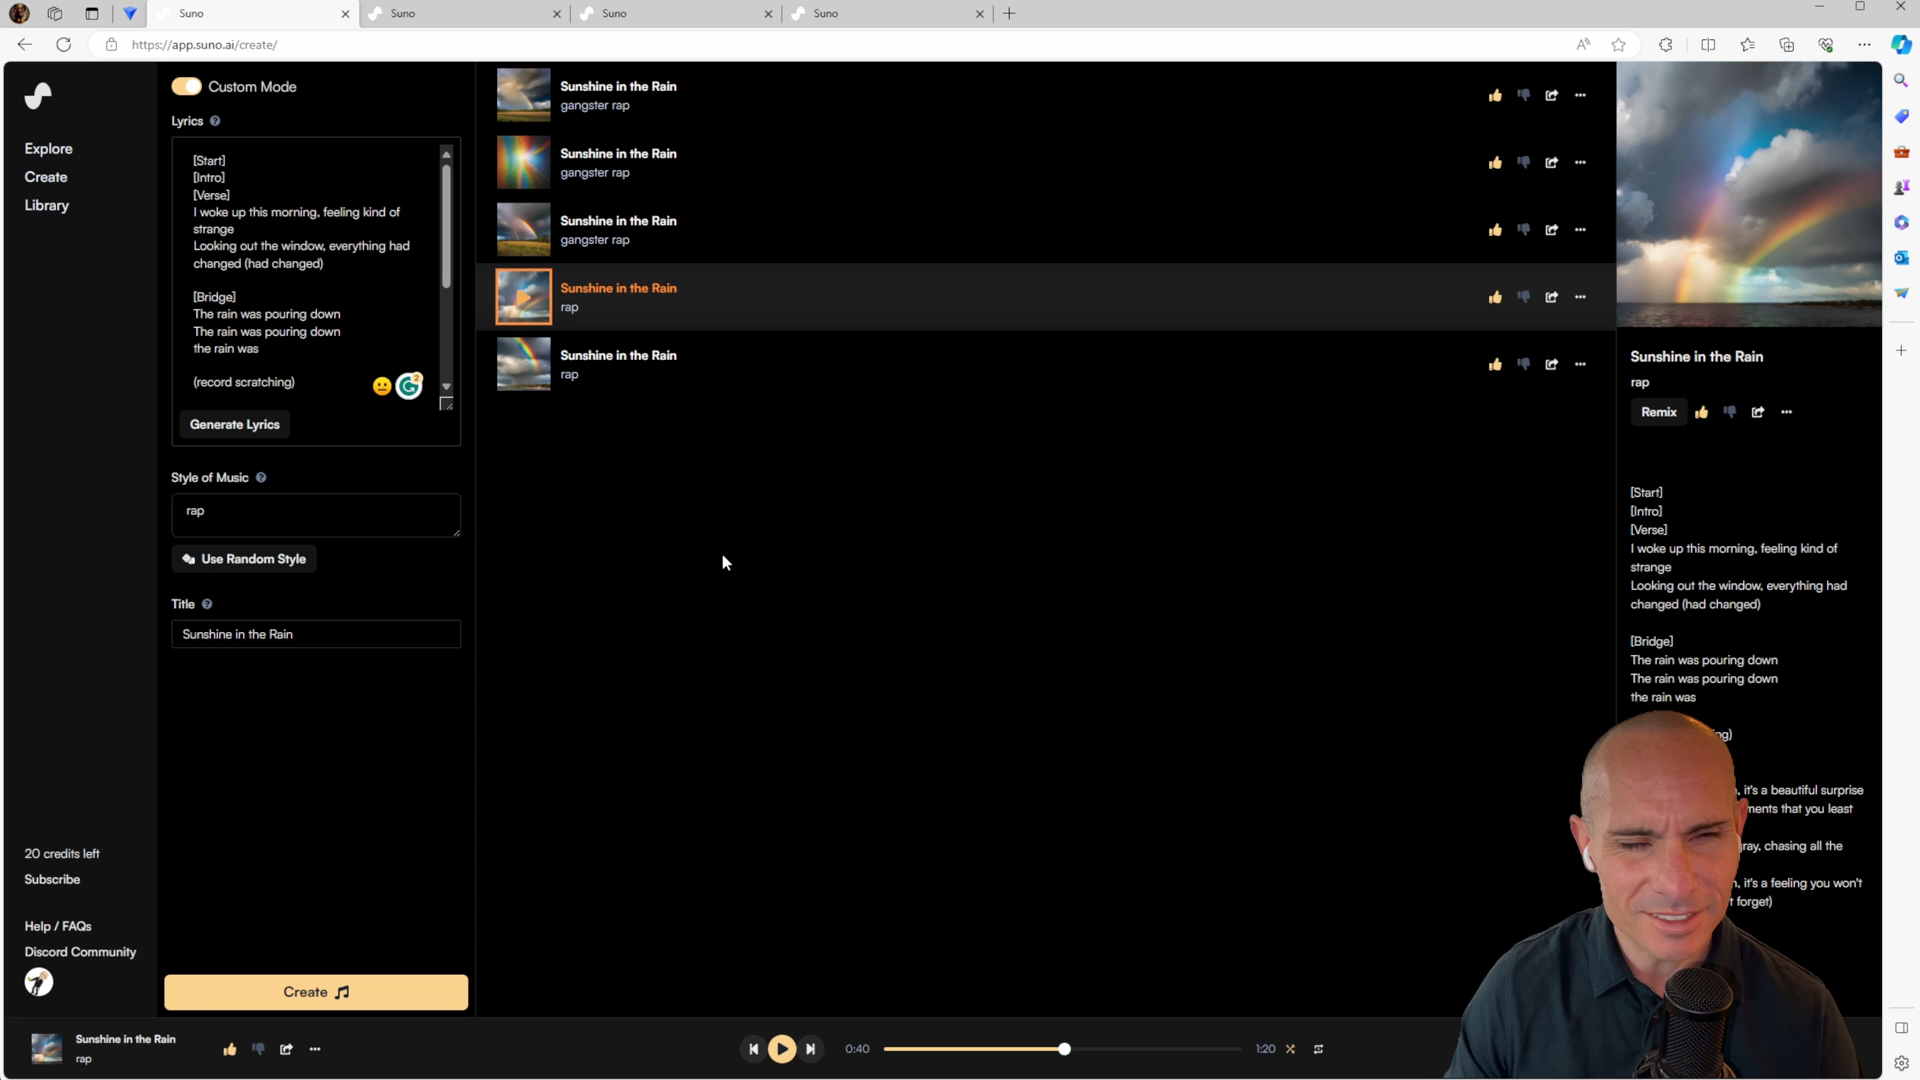 Suno
Suno
Suno
Suno
https://app.suno.ai/create/
Explore
Create
Library
20 credits left
Subscribe
Help / FAQs
Discord Community
Custom Mode
Lyrics
[Start]
[Intro]
[Verse]
I woke up this morning, feeling kind of
strange
Looking out the window, everything had
changed (had changed)
[Bridge]
The rain was pouring down
The rain was pouring down
the rain was
(record scratching)
2
Generate Lyrics
Style of Music
rap
Use Random Style
Title
Sunshine in the Rain
Create
Sunshine in the Rain
gangster rap
Sunshine in the Rain
gangster rap
Sunshine in the Rain
gangster rap
Sunshine in the Rain
rap
Sunshine in the Rain
rap
Sunshine in the Rain
rap
Remix
[Start]
[Intro]
[Verse]
I woke up this morning, feeling kind of
strange
Looking out the window, everything had
changed (had changed)
[Bridge]
The rain was pouring down
The rain was pouring down
the rain was
it's a beautiful surprise
that you least
chasing all the
it's a feeling you won't
forget)
Sunshine in the Rain
rap
0:40
1:20